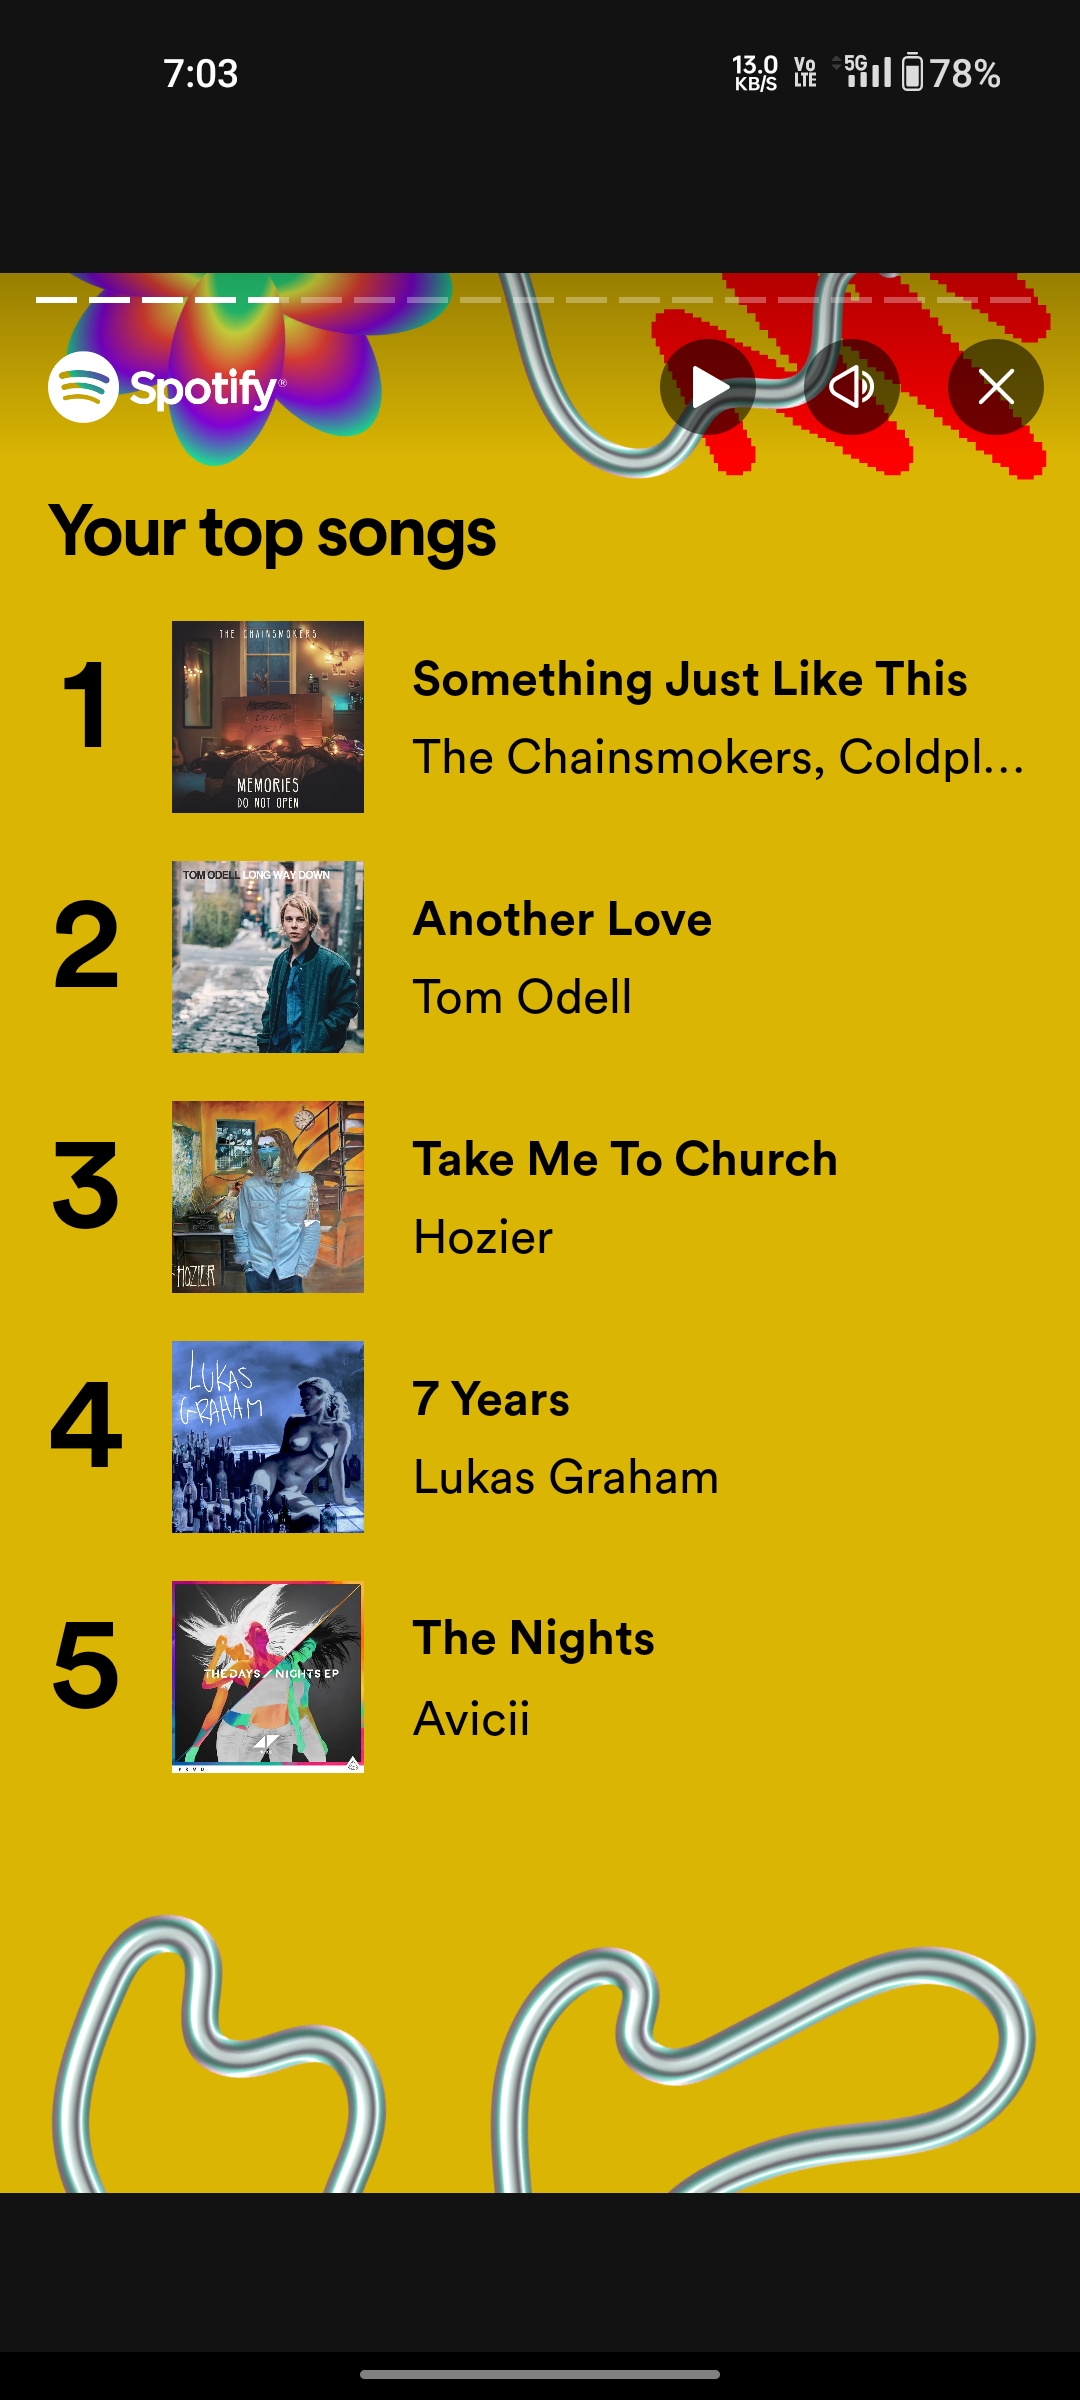 7:03
13.0 KB/S Vo LTE 5G 78%
Spotify®
Your top songs
THE CHAINSMOKERS
1
Something Just Like This
The Chainsmokers, Coldpl...
MEMORIES
DO NOT OPEN
TOM ODELL LONG WAY DOWN
2
Another Love
Tom Odell
3
Take Me To Church
Hozier
HOZIER
LUKAS
GRAHAM
4
7 Years
Lukas Graham
5
The Nights
THE DAYS / NIGHTS EP
Avicii